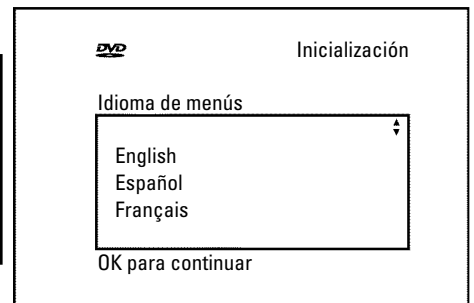 DVD
Inicialización
Idioma de menús
English
Español
Français
OK para continuar